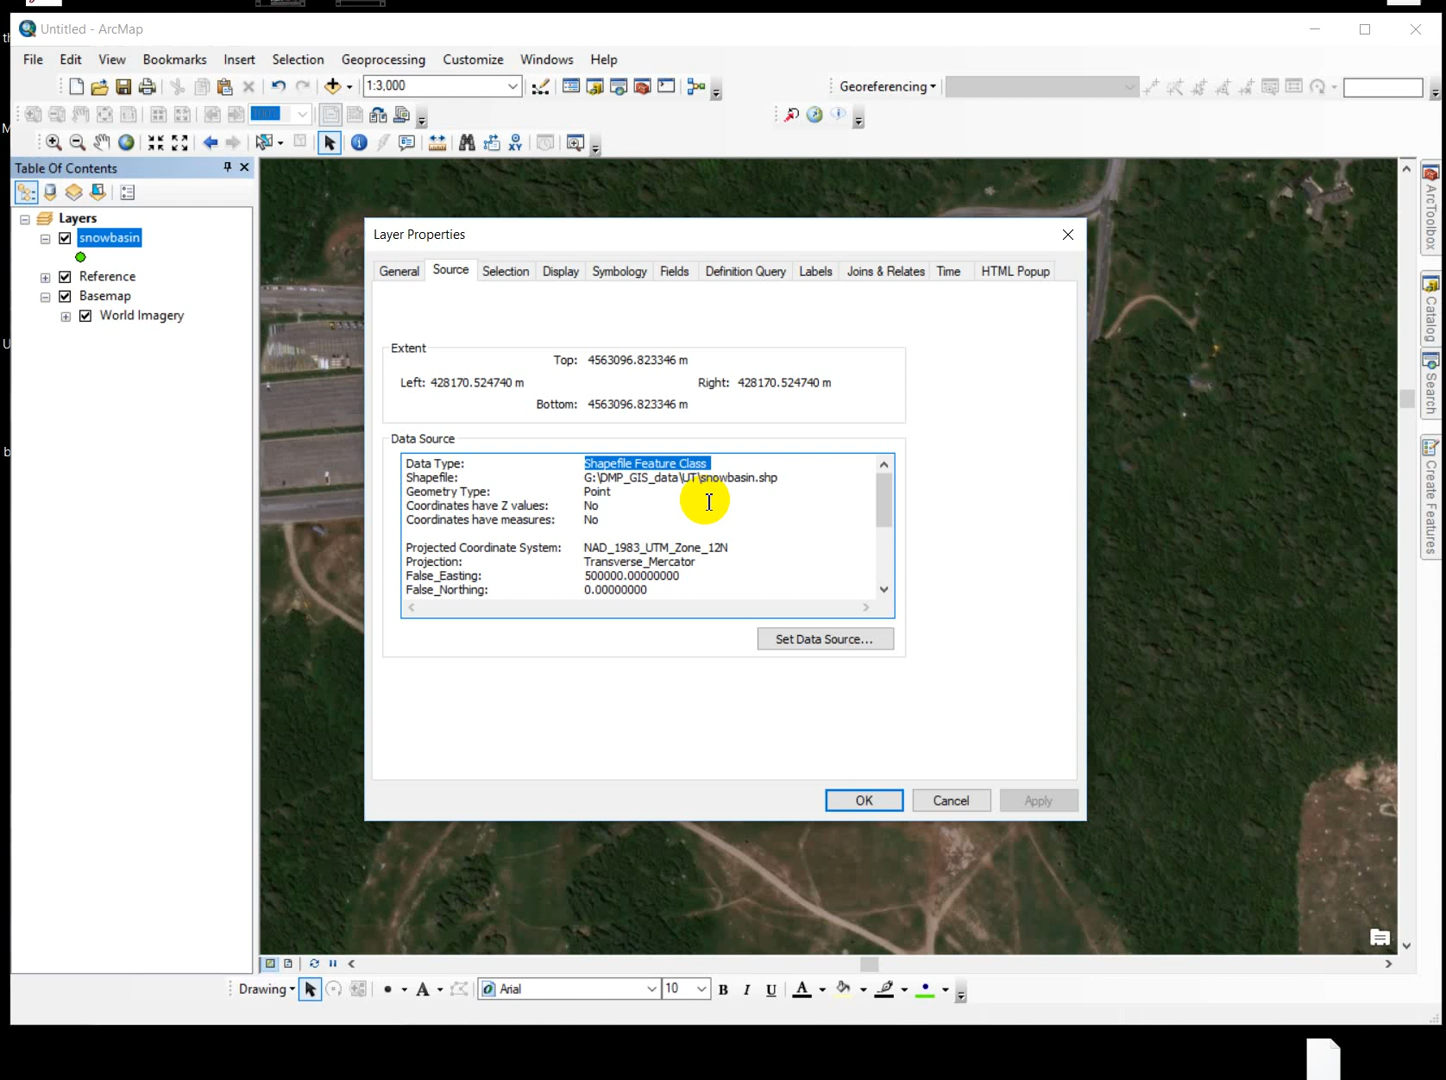 Untitled - ArcMap
File Edit View Bookmarks Insert Selection Geoprocessing Customize Windows Help
1:3,000
Georeferencing
Table Of Contents
Layers
snowbasin
Reference
Basemap
World Imagery
Layer Properties
General Source Selection Display Symbology Fields Definition Query Labels Joins & Relates Time HTML Popup
Extent
Top: 4563096.823346 m
Left: 428170.524740 m Right: 428170.524740 m
Bottom: 4563096.823346 m
Data Source
Data Type: Shapefile Feature Class
Shapefile: G:\DMP_GIS_data\UT\snowbasin.shp
Geometry Type: Point
Coordinates have Z values: No
Coordinates have measures: No
Projected Coordinate System: NAD_1983_UTM_Zone_12N
Projection: Transverse_Mercator
False_Easting: 500000.00000000
False_Northing: 0.00000000
Set Data Source...
OK Cancel Apply
ArcToolbox
Catalog
Search
Create Features
Drawing A Arial 10 B I U A